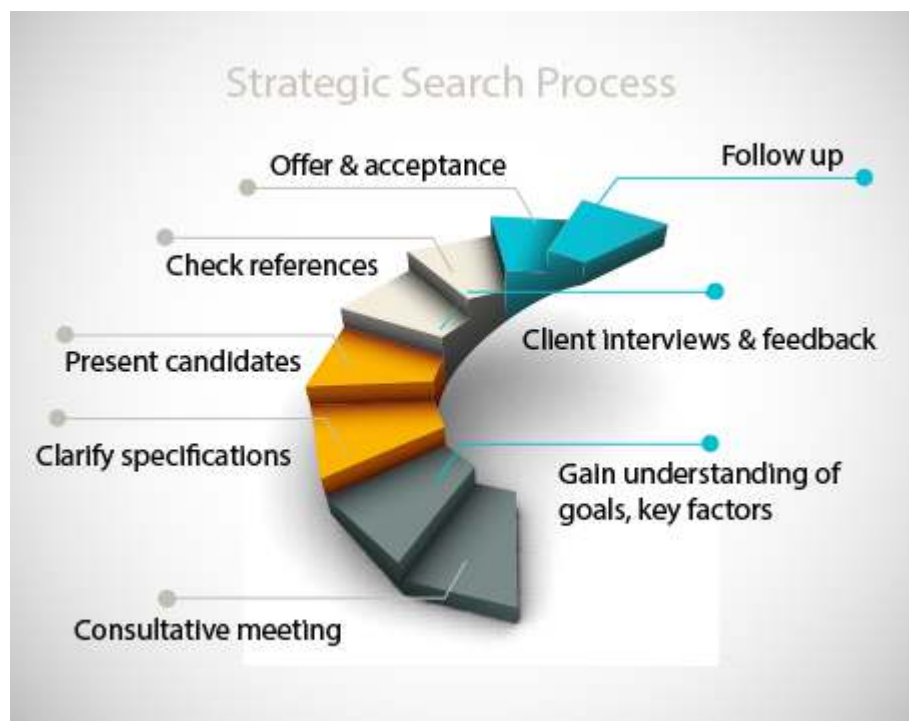 Strategic Search Process
Offer & acceptance
Follow up
Check references
Client interviews & feedback
Present candidates
Clarify specifications
Gain understanding of
goals, key factors
Consultative meeting